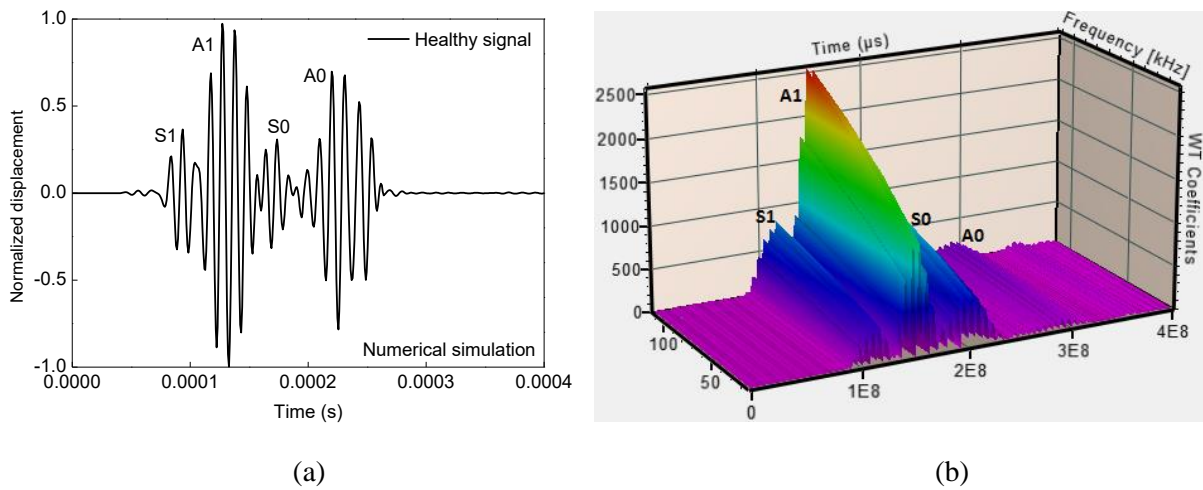 1.0
0.5
0.0
-0.5
-1.0
Normalized displacement
0.0000 0.0001 0.0002 0.0003 0.0004
Time (s)
Healthy signal
S1
A1
S0
A0
Numerical simulation
(a)
Time (µs)
Frequency [kHz]
WT Coefficients
2500
2000
1500
1000
500
0
100
50
0
1E8
2E8
3E8
4E8
A1
S1
S0
A0
(b)